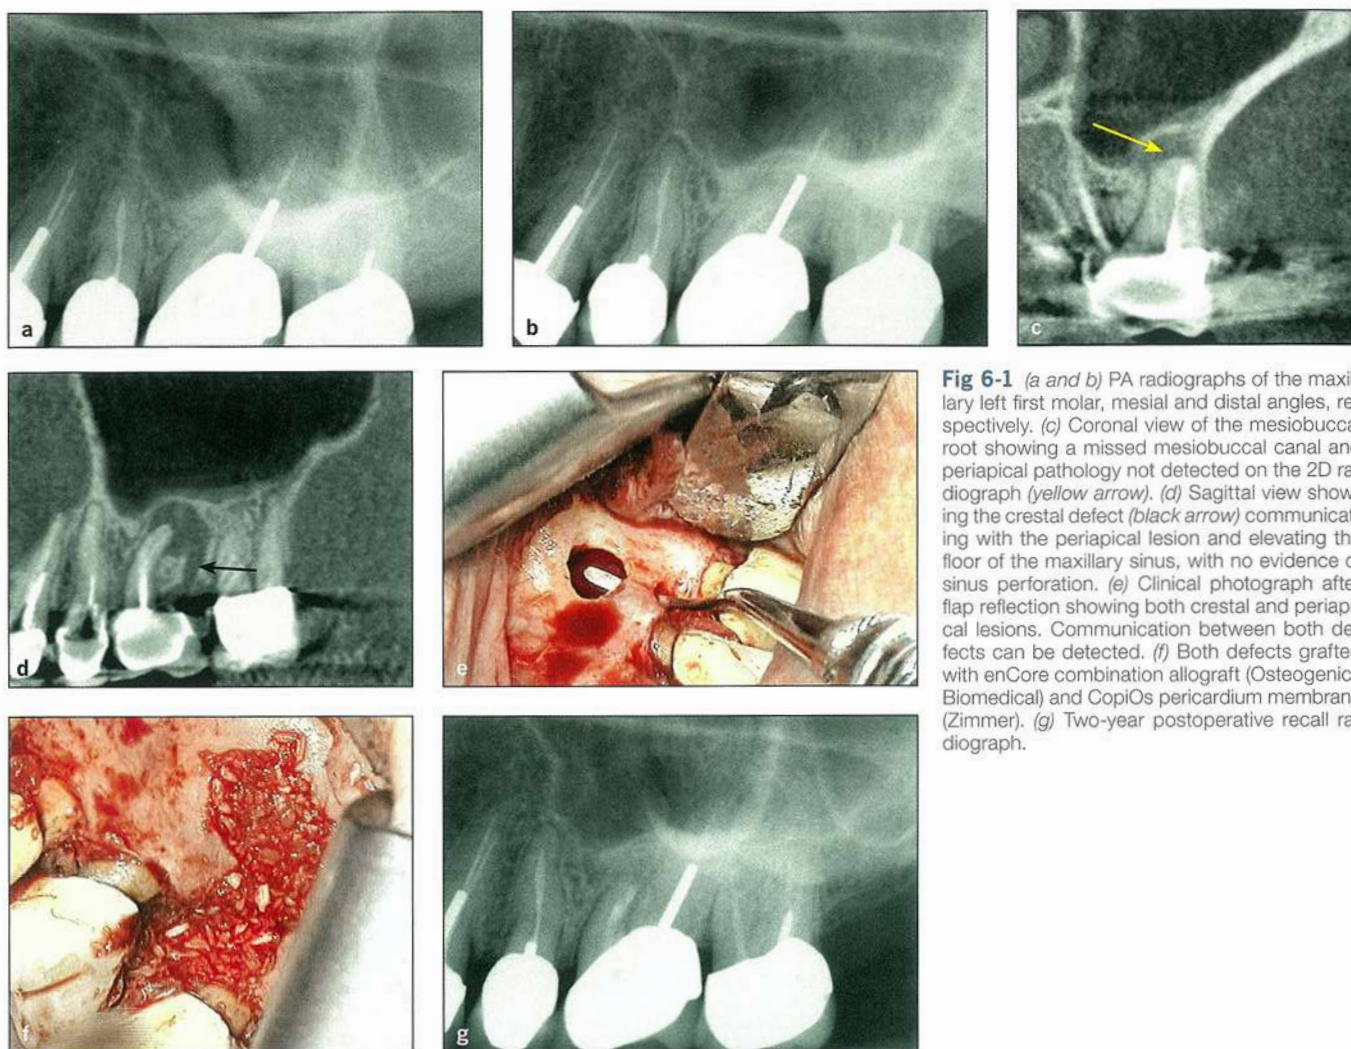 a
b
c
d
e
f
g
Fig 6-1 (a and b) PA radiographs of the maxil
lary left first molar, mesial and distal angles, re
spectively. (c) Coronal view of the mesiobucca
root showing a missed mesiobuccal canal and
periapical pathology not detected on the 2D ra
diograph (yellow arrow). (d) Sagittal view show
ing the crestal defect (black arrow) communicat
ing with the periapical lesion and elevating th
floor of the maxillary sinus, with no evidence o
sinus perforation. (e) Clinical photograph afte
flap reflection showing both crestal and periapi
cal lesions. Communication between both de
fects can be detected. (f) Both defects grafte
with enCore combination allograft (Osteogenic
Biomedical) and CopiOs pericardium membran
(Zimmer). (g) Two-year postoperative recall ra
diograph.